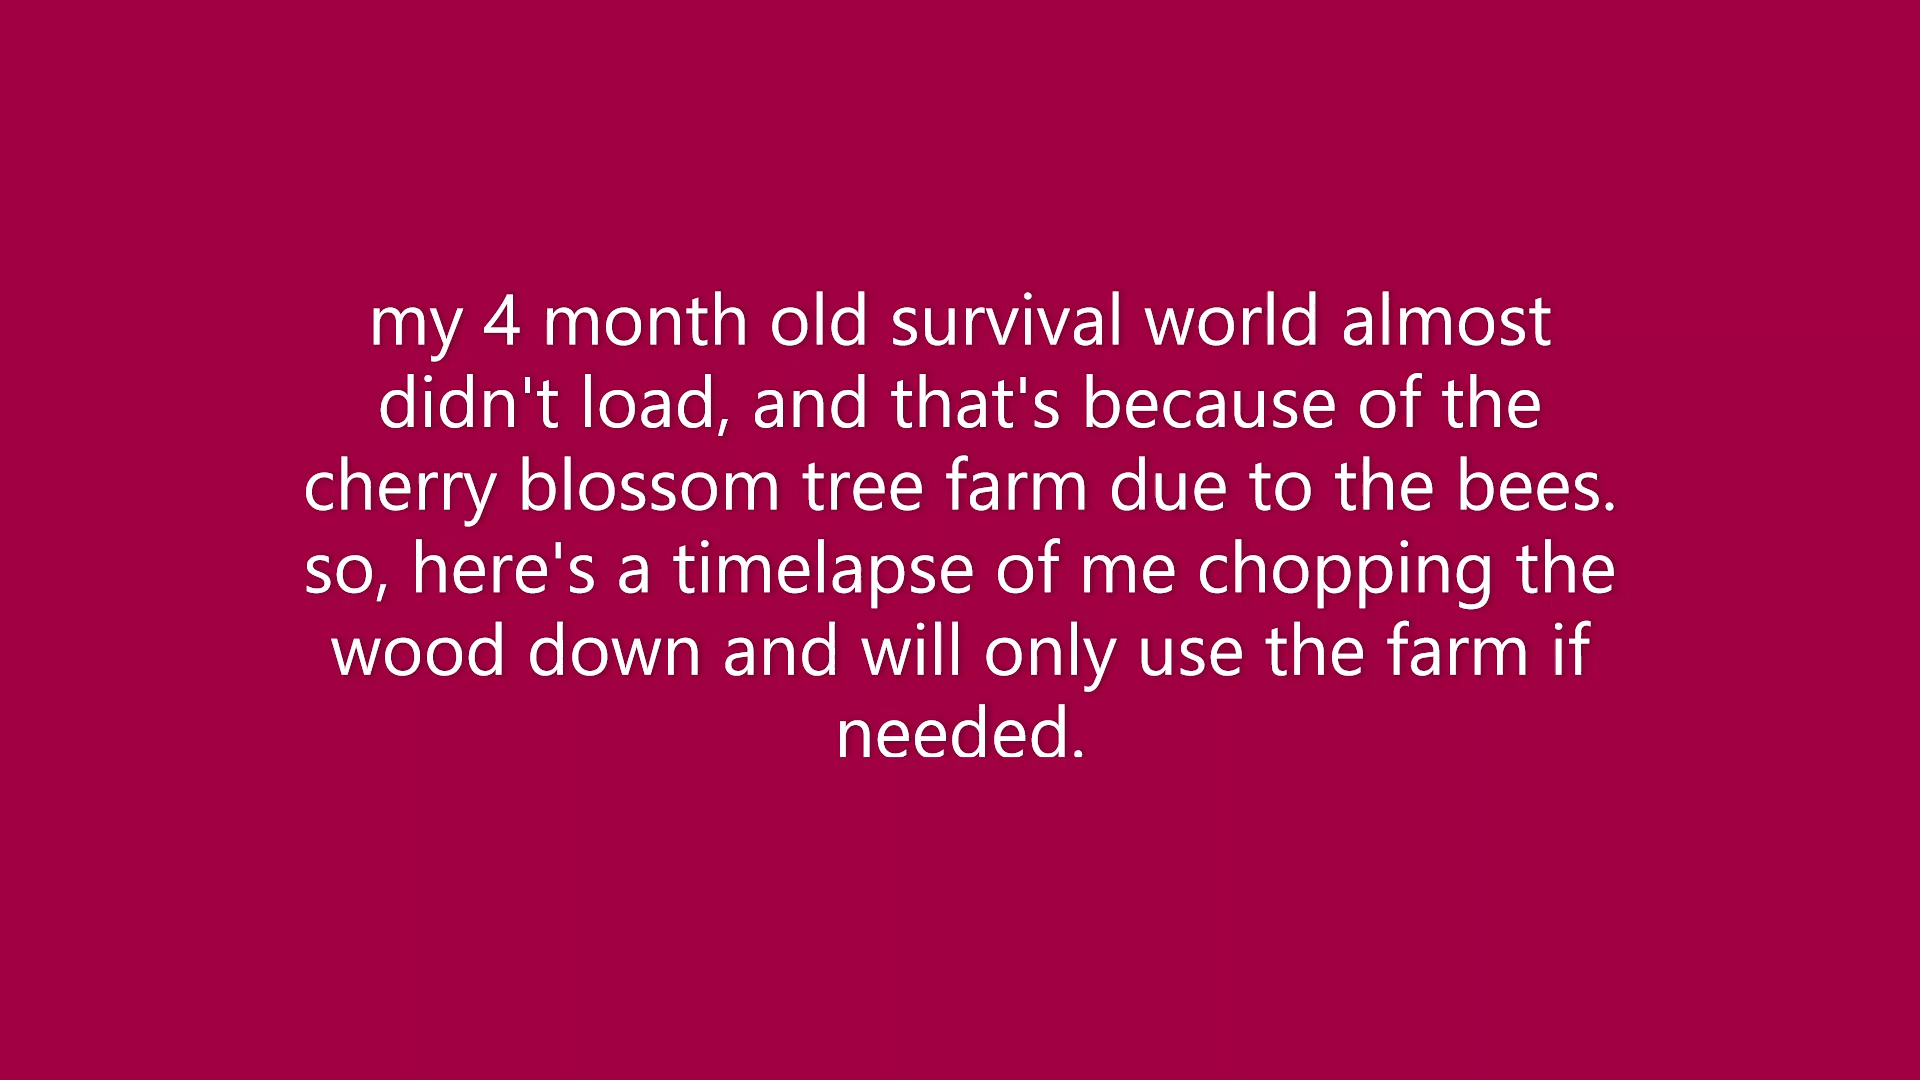 my 4 month old survival world almost
didn't load, and that's because of the
cherry blossom tree farm due to the bees.
so, here's a timelapse of me chopping the
wood down and will only use the farm if
needed.